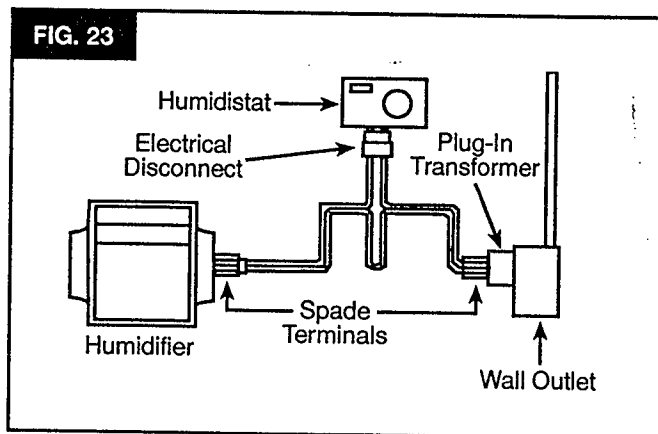 FIG. 23
Humidistat
Electrical
Disconnect
Plug-In
Transformer
Spade
Terminals
Humidifier
Wall Outlet